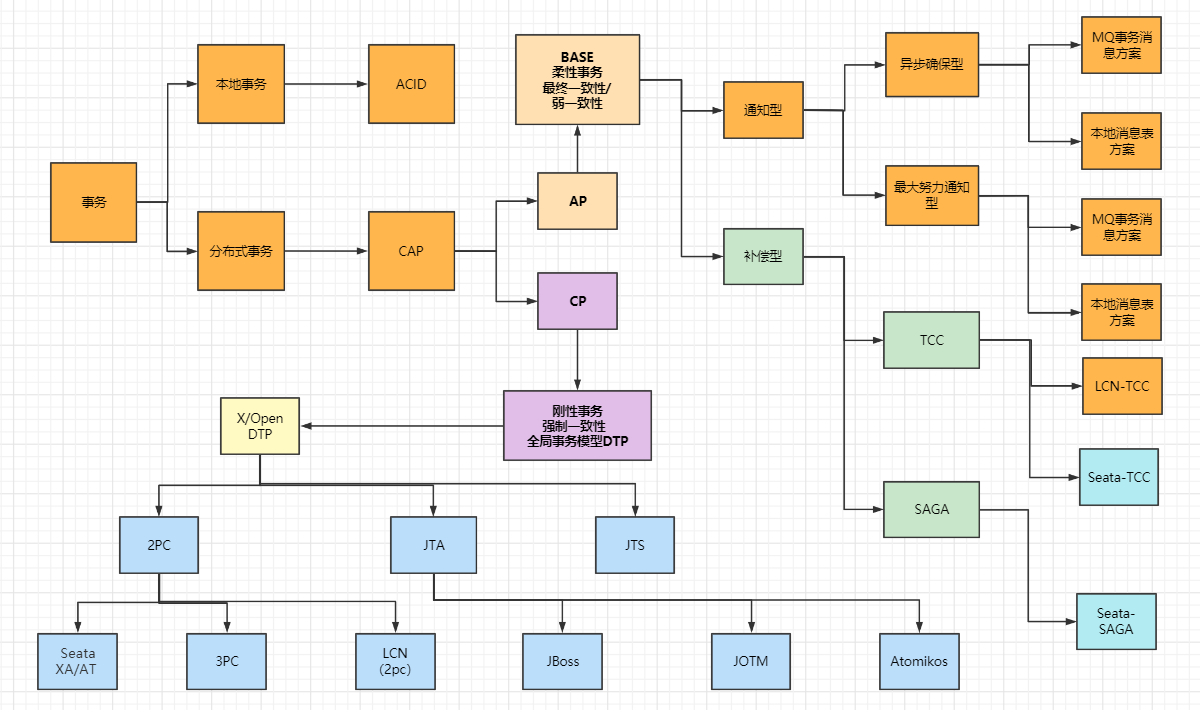 事务
本地事务
ACID
分布式事务
CAP
BASE
柔性事务
最终一致性/
弱一致性
AP
CP
刚性事务
强制一致性
全局事务模型DTP
通知型
异步确保型
MQ事务消
息方案
本地消息表
方案
最大努力通知
型
MQ事务消
息方案
本地消息表
方案
补偿型
TCC
LCN-TCC
Seata-TCC
SAGA
Seata-
SAGA
X/Open
DTP
2PC
JTA
JTS
Seata
XA/AT
3PC
LCN
(2pc)
JBoss
JOTM
Atomikos